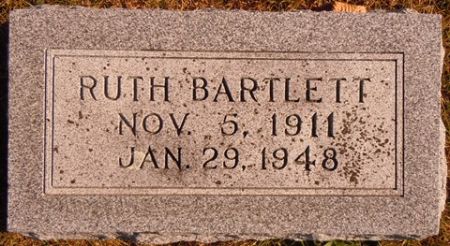 RUTH BARTLETT
NOV. 5, 1911
JAN. 29, 1948